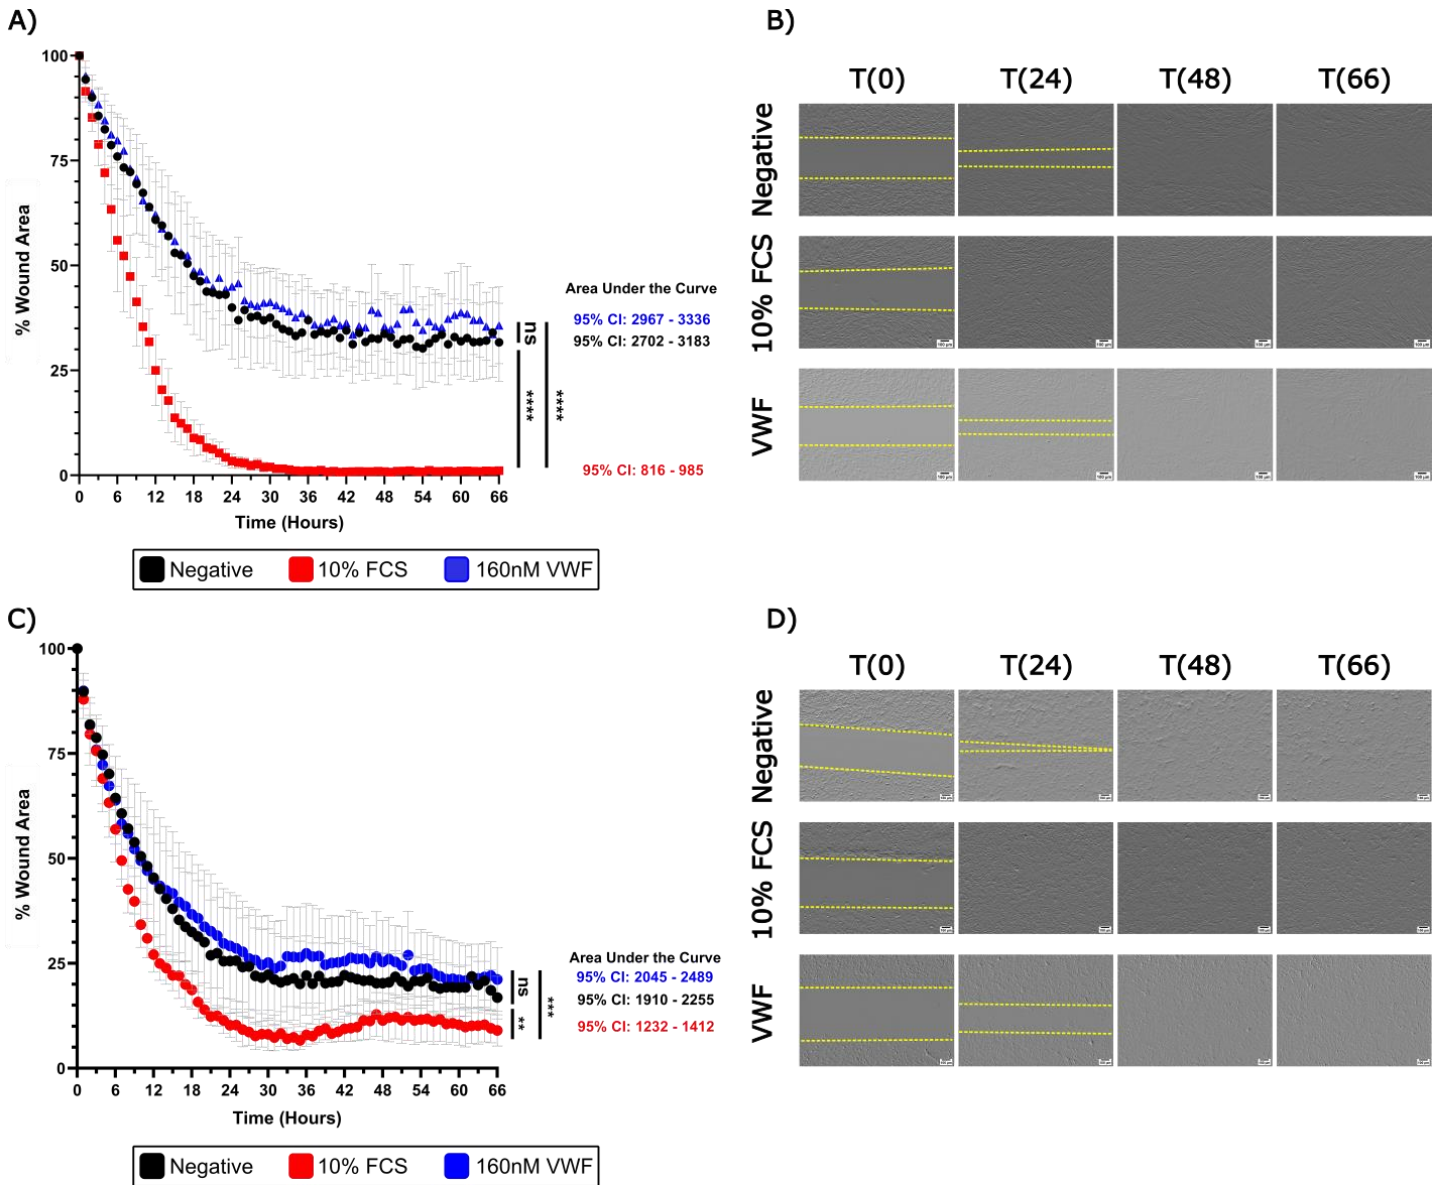 A)
% Wound Area
100
75
50
25
0
0 6 12 18 24 30 36 42 48 54 60 66
Time (Hours)
Area Under the Curve
95% CI: 2967 - 3336
95% CI: 2702 - 3183
95% CI: 816 - 985
ns
****
****
Negative 10% FCS 160nM VWF
B)
T(0) T(24) T(48) T(66)
Negative
10% FCS
VWF
C)
% Wound Area
100
75
50
25
0
0 6 12 18 24 30 36 42 48 54 60 66
Time (Hours)
Area Under the Curve
95% CI: 2045 - 2489
95% CI: 1910 - 2255
95% CI: 1232 - 1412
ns
**
***
Negative 10% FCS 160nM VWF
D)
T(0) T(24) T(48) T(66)
Negative
10% FCS
VWF